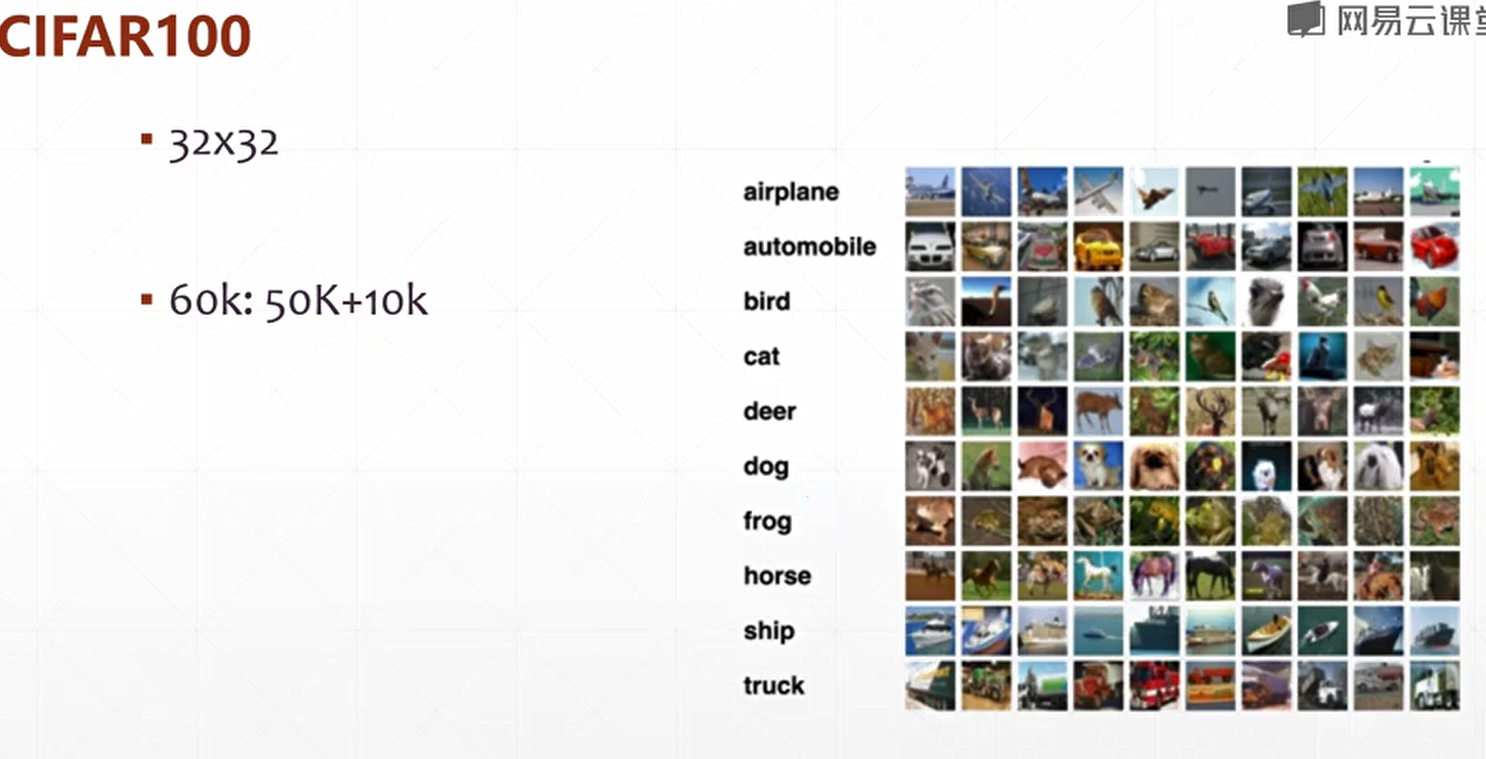 CIFAR100
网易云课堂
▪ 32x32
▪ 60k: 50K+10k
airplane
automobile
bird
cat
deer
dog
frog
horse
ship
truck